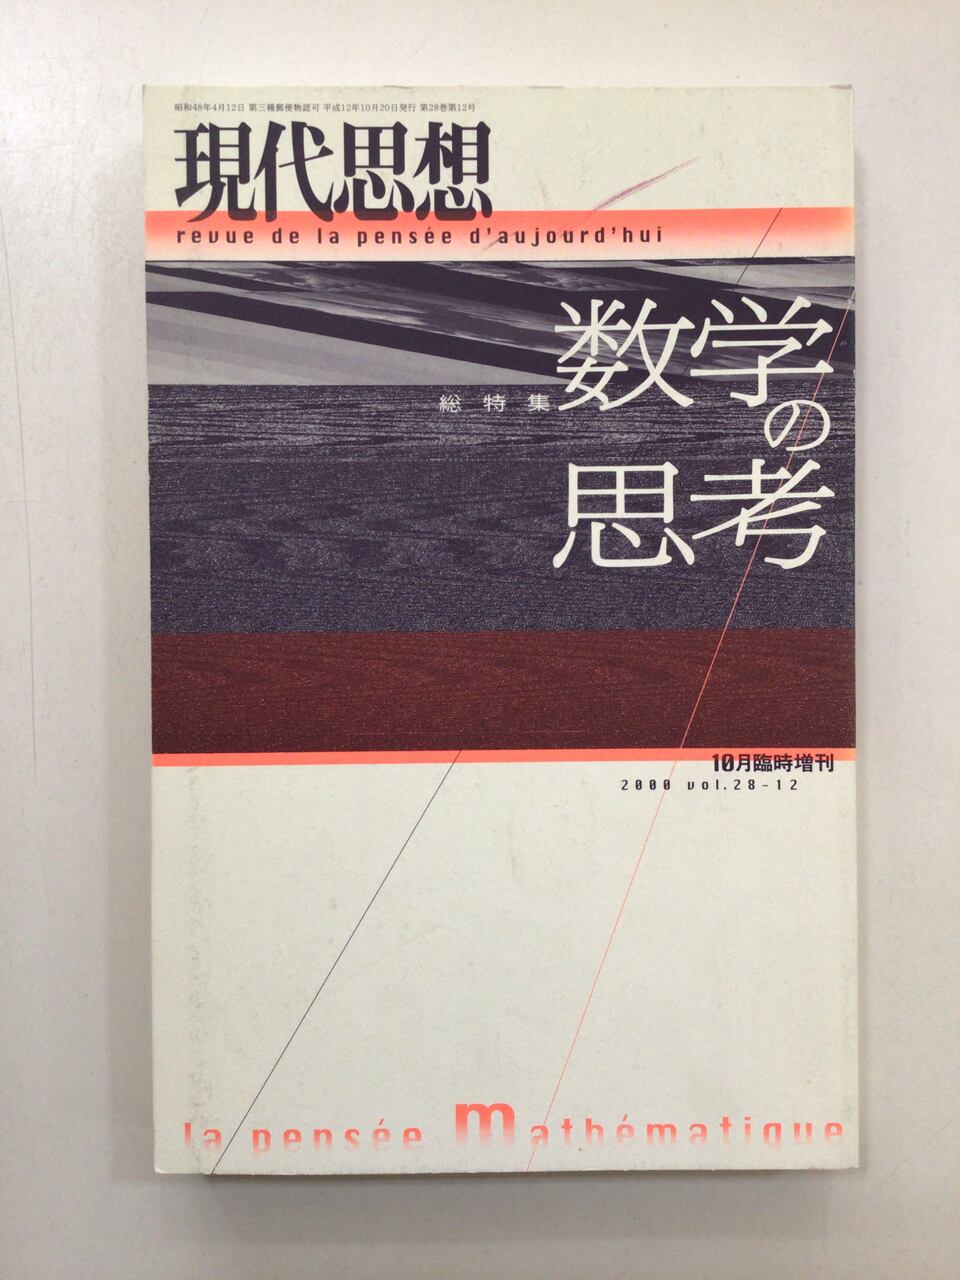 昭和48年4月12日 第三種郵便物認可 平成12年10月20日発行 第28巻第12号
現代思想
revue de la pensée d'aujourd'hui
総特集
数学の
思考
10月臨時増刊
2000 vol.28-12
la pensée mathématique